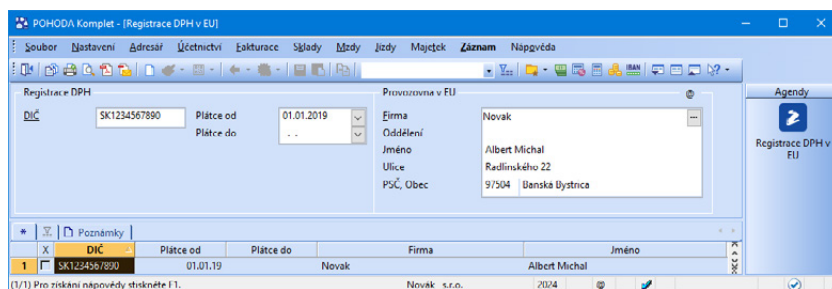 POHODA Komplet - [Registrace DPH v EU]
Soubor Nastavení Adresář Účetnictví Fakturace Sklady Mzdy Jízdy Majetek Záznam Nápověda
IBAN
Registrace DPH Provozovna v EU Agendy
DIČ SK1234567890 Plátce od 01.01.2019 Firma Novak
Plátce do . . Oddělení
Jméno Albert Michal
Ulice Radlinského 22
PSČ, Obec 97504 Banská Bystrica
Registrace DPH v EU
* X Poznámky
X DIČ Plátce od Plátce do Firma Jméno
1 SK1234567890 01.01.19 Novak Albert Michal
(1/1) Pro získání nápovědy stiskněte F1. Novák s.r.o. 2024 @